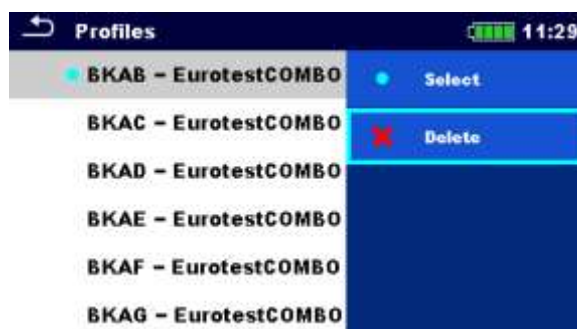 Profiles 11:29
BKAB - EurotestCOMBO
BKAC - EurotestCOMBO
BKAD - EurotestCOMBO
BKAE - EurotestCOMBO
BKAF - EurotestCOMBO
BKAG - EurotestCOMBO
Select
Delete